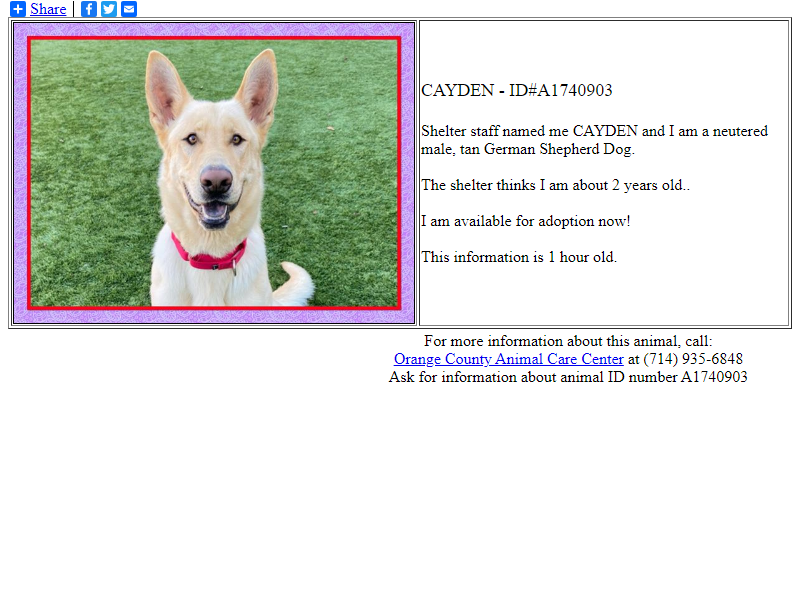 Share |
CAYDEN - ID#A1740903
Shelter staff named me CAYDEN and I am a neutered
male, tan German Shepherd Dog.
The shelter thinks I am about 2 years old..
I am available for adoption now!
This information is 1 hour old.
For more information about this animal, call:
Orange County Animal Care Center at (714) 935-6848
Ask for information about animal ID number A1740903